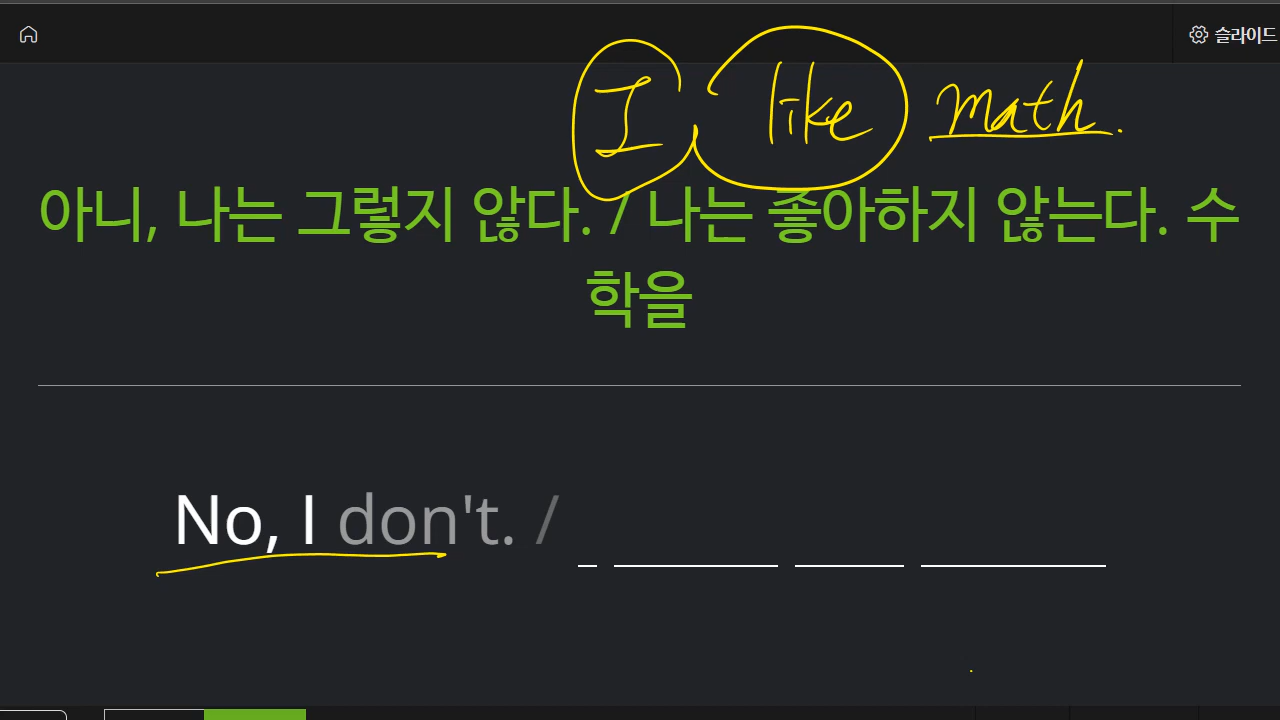 슬라이드
I like math.
아니, 나는 그렇지 않다. / 나는 좋아하지 않는다. 수
학을
No, I don't. /